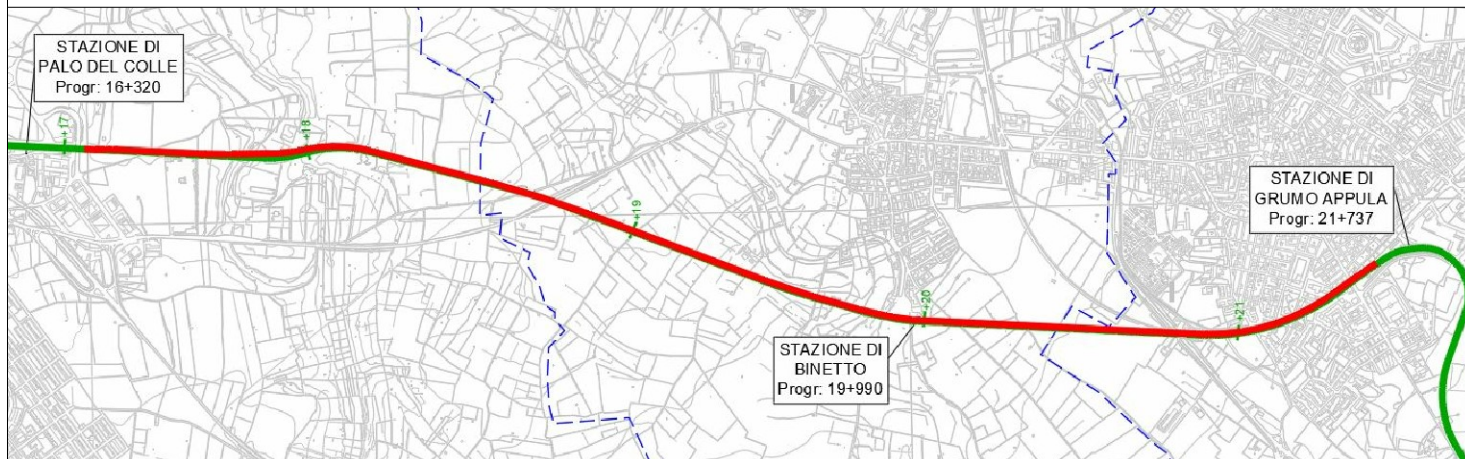 STAZIONE DI
PALO DEL COLLE
Progr: 16+320
+17
+18
+19
STAZIONE DI
BINETTO
Progr: 19+990
+20
+21
STAZIONE DI
GRUMO APPULA
Progr: 21+737